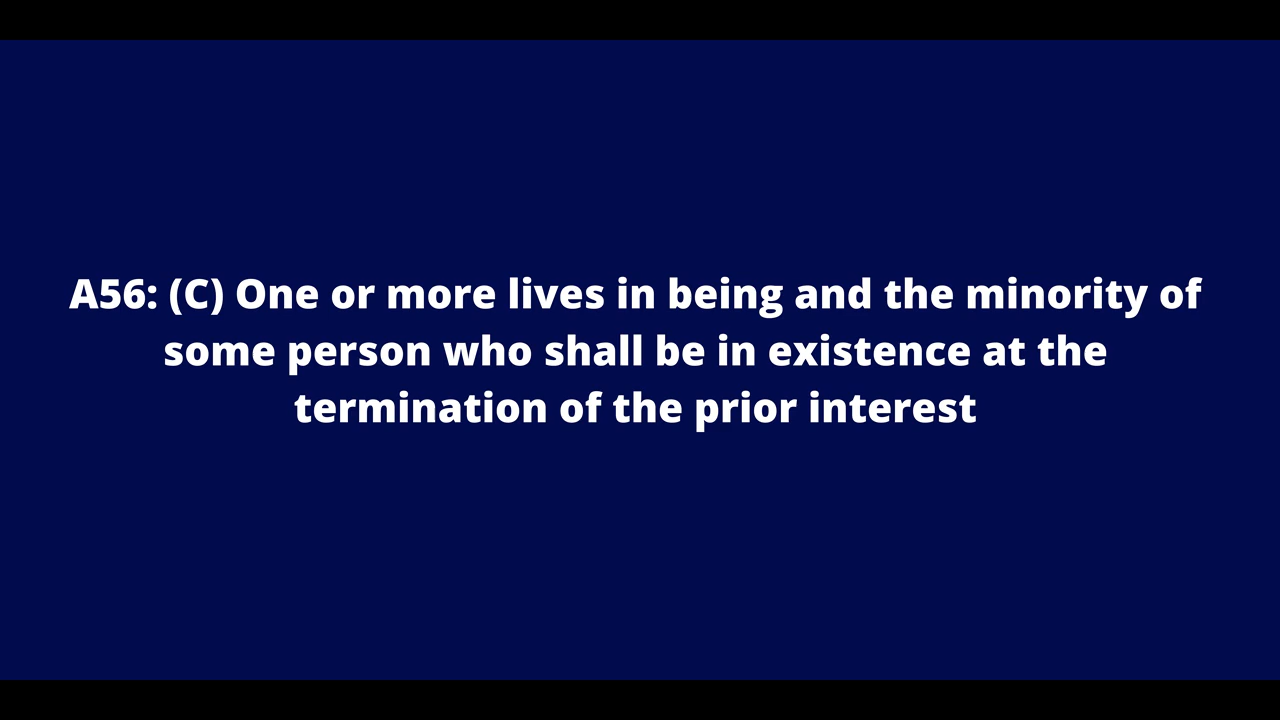 A56: (C) One or more lives in being and the minority of
some person who shall be in existence at the
termination of the prior interest